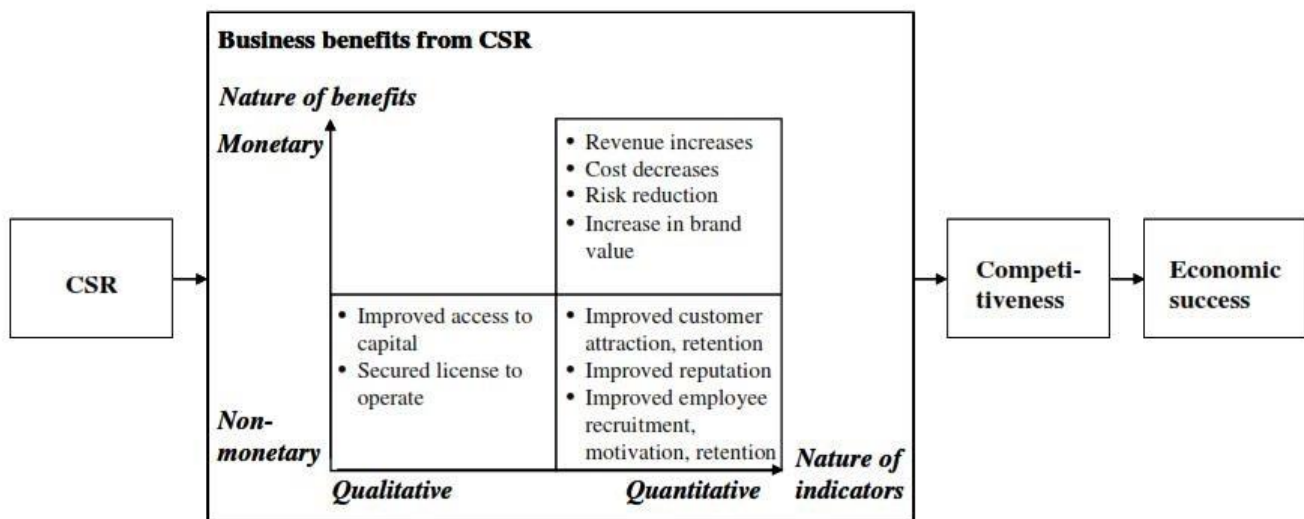 Business benefits from CSR
Nature of benefits
Monetary
• Revenue increases
• Cost decreases
• Risk reduction
• Increase in brand
value
CSR
• Improved access to
capital
• Secured license to
operate
• Improved customer
attraction, retention
• Improved reputation
• Improved employee
recruitment,
motivation, retention
Non-
monetary
Qualitative
Quantitative
Nature of
indicators
Competi-
tiveness
Economic
success